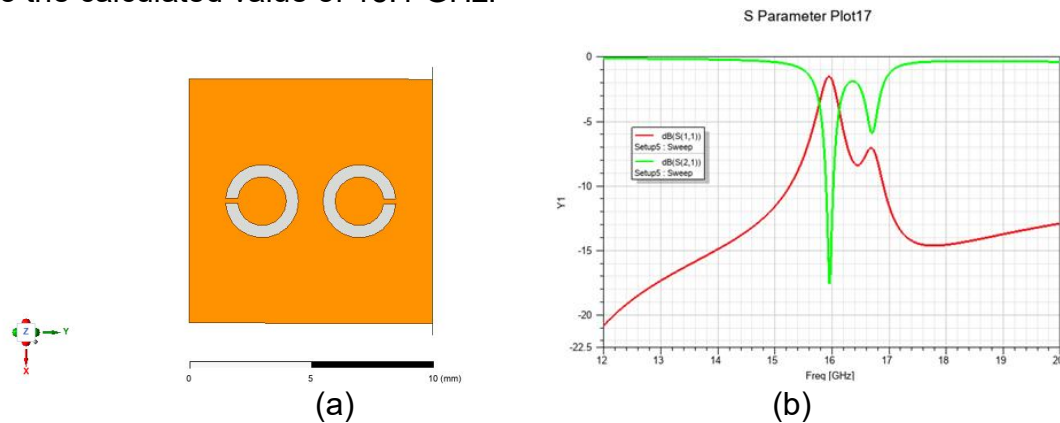 S Parameter Plot17
Z
Y
X
0 5 10 (mm)
(a)
0
-5
-10
-15
-20
-22.5
Y1
dB(S(1,1))
Setup5 : Sweep
dB(S(2,1))
Setup5 : Sweep
12 13 14 15 16 17 18 19 20
Freq [GHz]
(b)